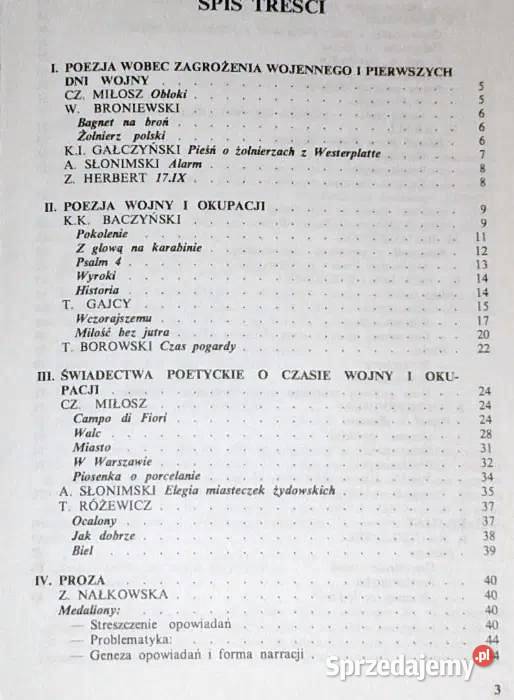 SPIS TREŚCI
I. POEZJA WOBEC ZAGROŻENIA WOJENNEGO I PIERWSZYCH
DNI WOJNY . . . . . . . . . . . . . . 5
CZ. MIŁOSZ Obłoki . . . . . . . . . . . . 5
W. BRONIEWSKI . . . . . . . . . . . . 6
Bagnet na broń . . . . . . . . . . . . 6
Żołnierz polski . . . . . . . . . . . . 6
K.I. GAŁCZYŃSKI Pieśń o żołnierzach z Westerplatte . . 7
A. SŁONIMSKI Alarm . . . . . . . . . . . 8
Z. HERBERT 17.IX . . . . . . . . . . . . 8
II. POEZJA WOJNY I OKUPACJI . . . . . . . . 9
K.K. BACZYŃSKI . . . . . . . . . . . . 9
Pokolenie . . . . . . . . . . . . . . 11
Z głową na karabinie . . . . . . . . . . 12
Psalm 4 . . . . . . . . . . . . . . 13
Wyroki . . . . . . . . . . . . . . 14
Historia . . . . . . . . . . . . . . 14
T. GAJCY . . . . . . . . . . . . . . 15
Wczorajszemu . . . . . . . . . . . . 17
Miłość bez jutra . . . . . . . . . . . . 20
T. BOROWSKI Czas pogardy . . . . . . . . . 22
III. ŚWIADECTWA POETYCKIE O CZASIE WOJNY I OKU-
PACJI . . . . . . . . . . . . . . . 24
CZ. MIŁOSZ . . . . . . . . . . . . . 24
Campo di Fiori . . . . . . . . . . . . 24
Walc . . . . . . . . . . . . . . . 28
Miasto . . . . . . . . . . . . . . 31
W Warszawie . . . . . . . . . . . . 32
Piosenka o porcelanie . . . . . . . . . . 34
A. SŁONIMSKI Elegia miasteczek żydowskich . . . . 35
T. RÓŻEWICZ . . . . . . . . . . . . . 37
Ocalony . . . . . . . . . . . . . . 37
Jak dobrze . . . . . . . . . . . . . 38
Biel . . . . . . . . . . . . . . . 39
IV. PROZA . . . . . . . . . . . . . . . 40
Z. NAŁKOWSKA . . . . . . . . . . . . 40
Medaliony: . . . . . . . . . . . . . . 40
— Streszczenie opowiadań . . . . . . . . 40
— Problematyka: . . . . . . . . . . . . 44
— Geneza opowiadań i forma narracji . . . . 4
Sprzedajemy.pl
3